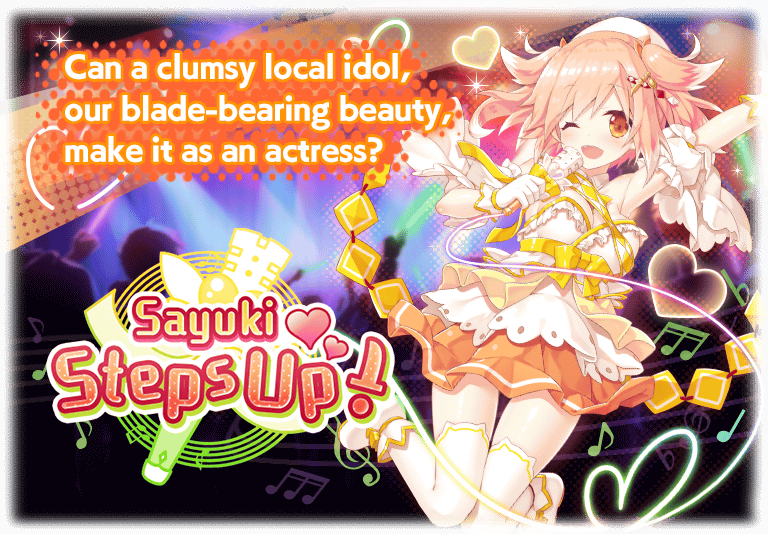 Can a clumsy local idol,
our blade-bearing beauty,
make it as an actress?
Sayuki
Steps Up!